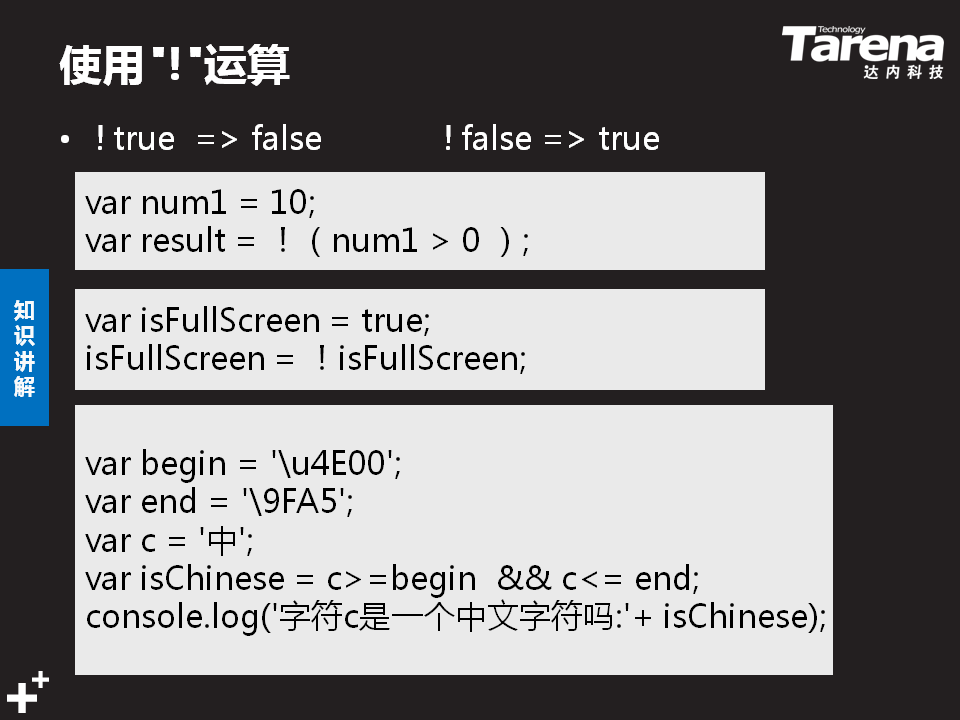 使用"!"运算
Technology
Tarena
达内科技
• !true => false !false => true
var num1 = 10;
var result = ！( num1 > 0 ) ;
var isFullScreen = true;
isFullScreen = ！isFullScreen;
知识讲解
var begin = '\u4E00';
var end = '\9FA5';
var c = '中';
var isChinese = c>=begin && c<= end;
console.log('字符c是一个中文字符吗:'+ isChinese);